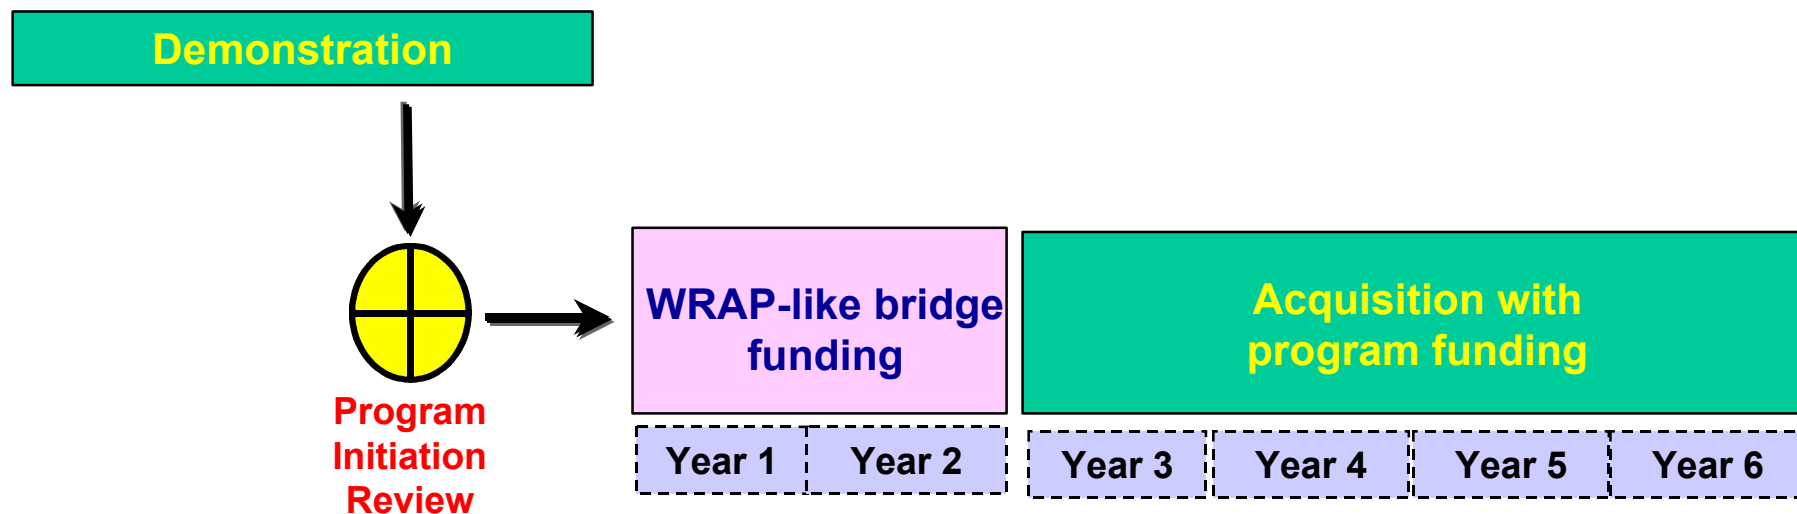 Demonstration
Program
Initiation
Review
WRAP-like bridge
funding
Acquisition with
program funding
Year 1
Year 2
Year 3
Year 4
Year 5
Year 6